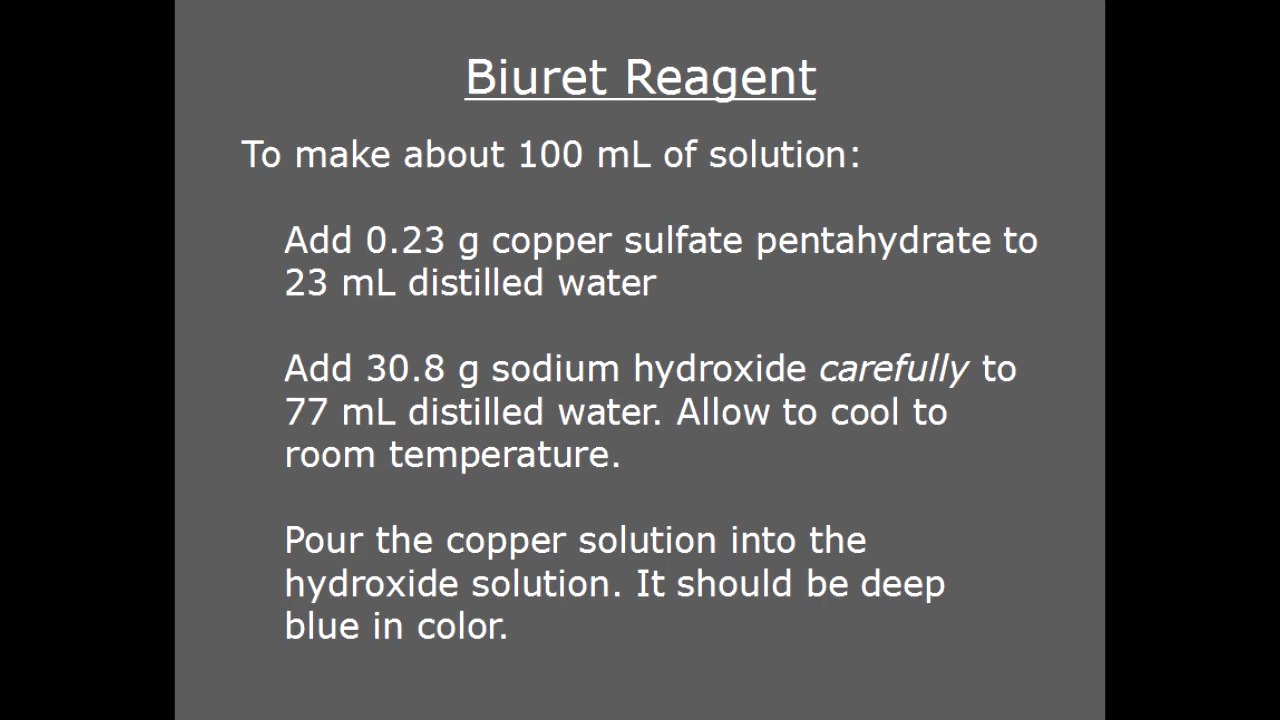 Biuret Reagent
To make about 100 mL of solution:
Add 0.23 g copper sulfate pentahydrate to
23 mL distilled water
Add 30.8 g sodium hydroxide carefully to
77 mL distilled water. Allow to cool to
room temperature.
Pour the copper solution into the
hydroxide solution. It should be deep
blue in color.